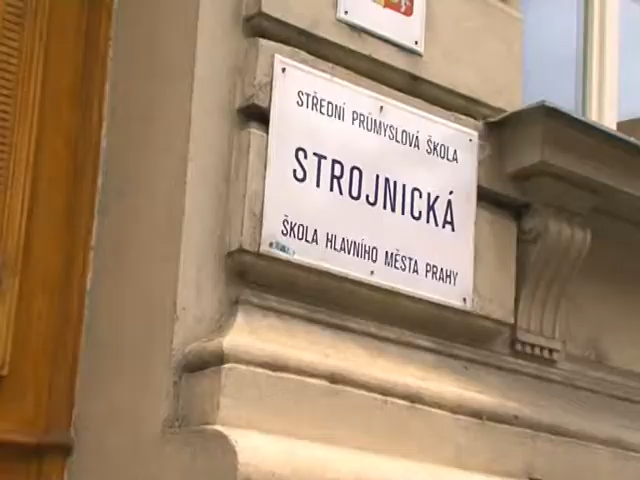 STŘEDNÍ PRŮMYSLOVÁ ŠKOLA
STROJNICKÁ
ŠKOLA HLAVNÍHO MĚSTA PRAHY